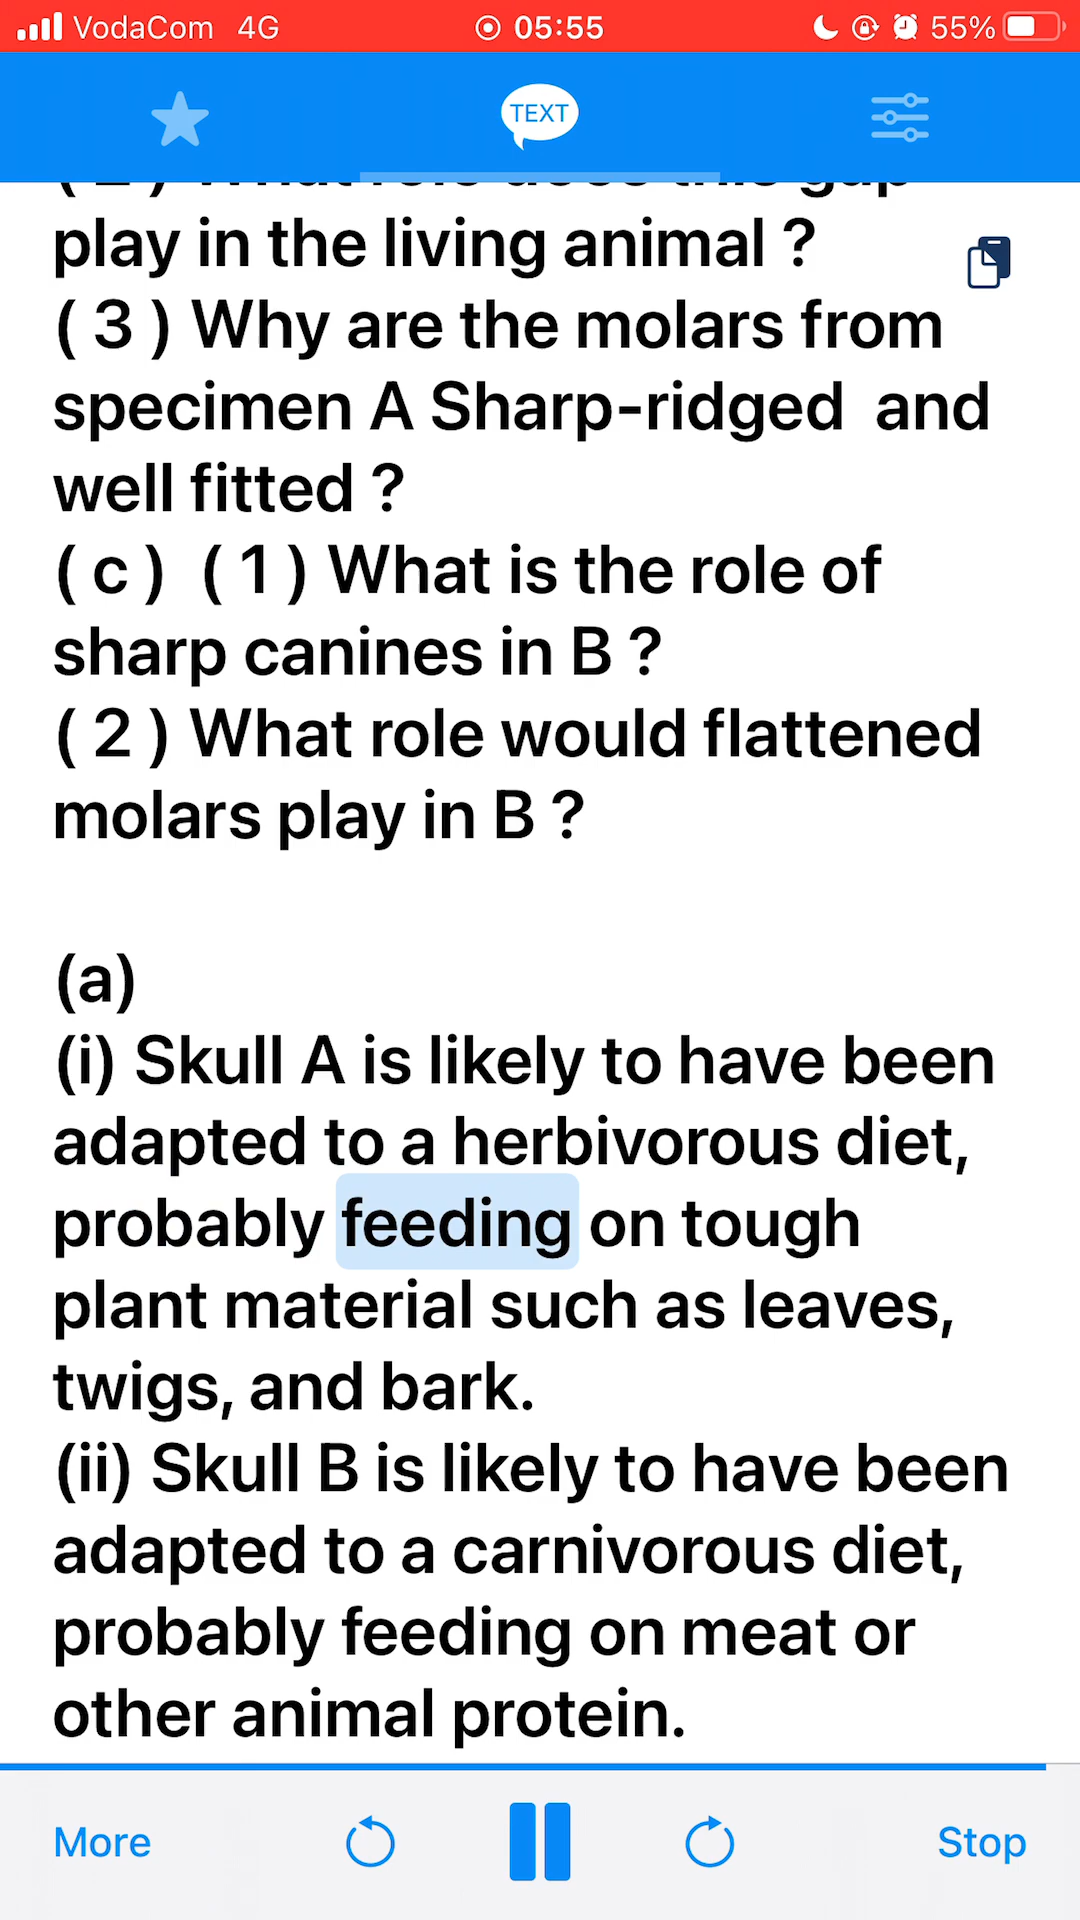 VodaCom 4G 05:55 55%
TEXT
play in the living animal ?
( 3 ) Why are the molars from
specimen A Sharp-ridged and
well fitted ?
( c ) ( 1 ) What is the role of
sharp canines in B ?
( 2 ) What role would flattened
molars play in B ?
(a)
(i) Skull A is likely to have been
adapted to a herbivorous diet,
probably feeding on tough
plant material such as leaves,
twigs, and bark.
(ii) Skull B is likely to have been
adapted to a carnivorous diet,
probably feeding on meat or
other animal protein.
More Stop